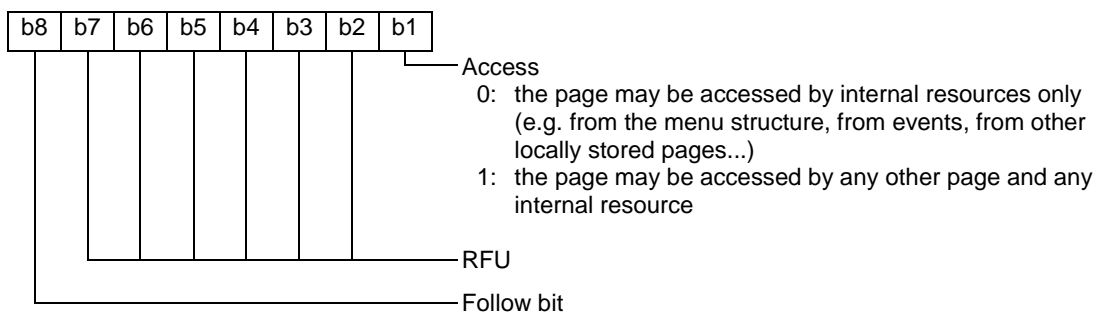 b8 b7 b6 b5 b4 b3 b2 b1
Access
0: the page may be accessed by internal resources only
(e.g. from the menu structure, from events, from other
locally stored pages...)
1: the page may be accessed by any other page and any
internal resource
RFU
Follow bit